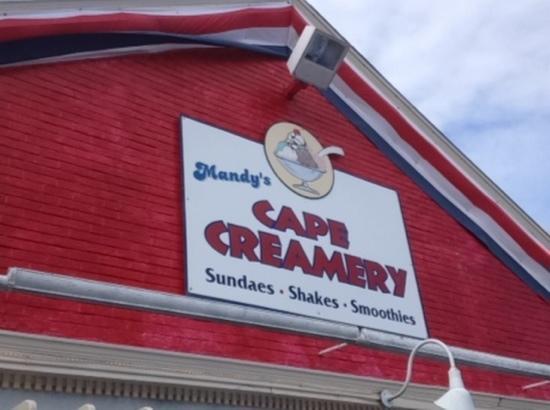 Mandy's
CAPE
CREAMERY
Sundaes • Shakes • Smoothies